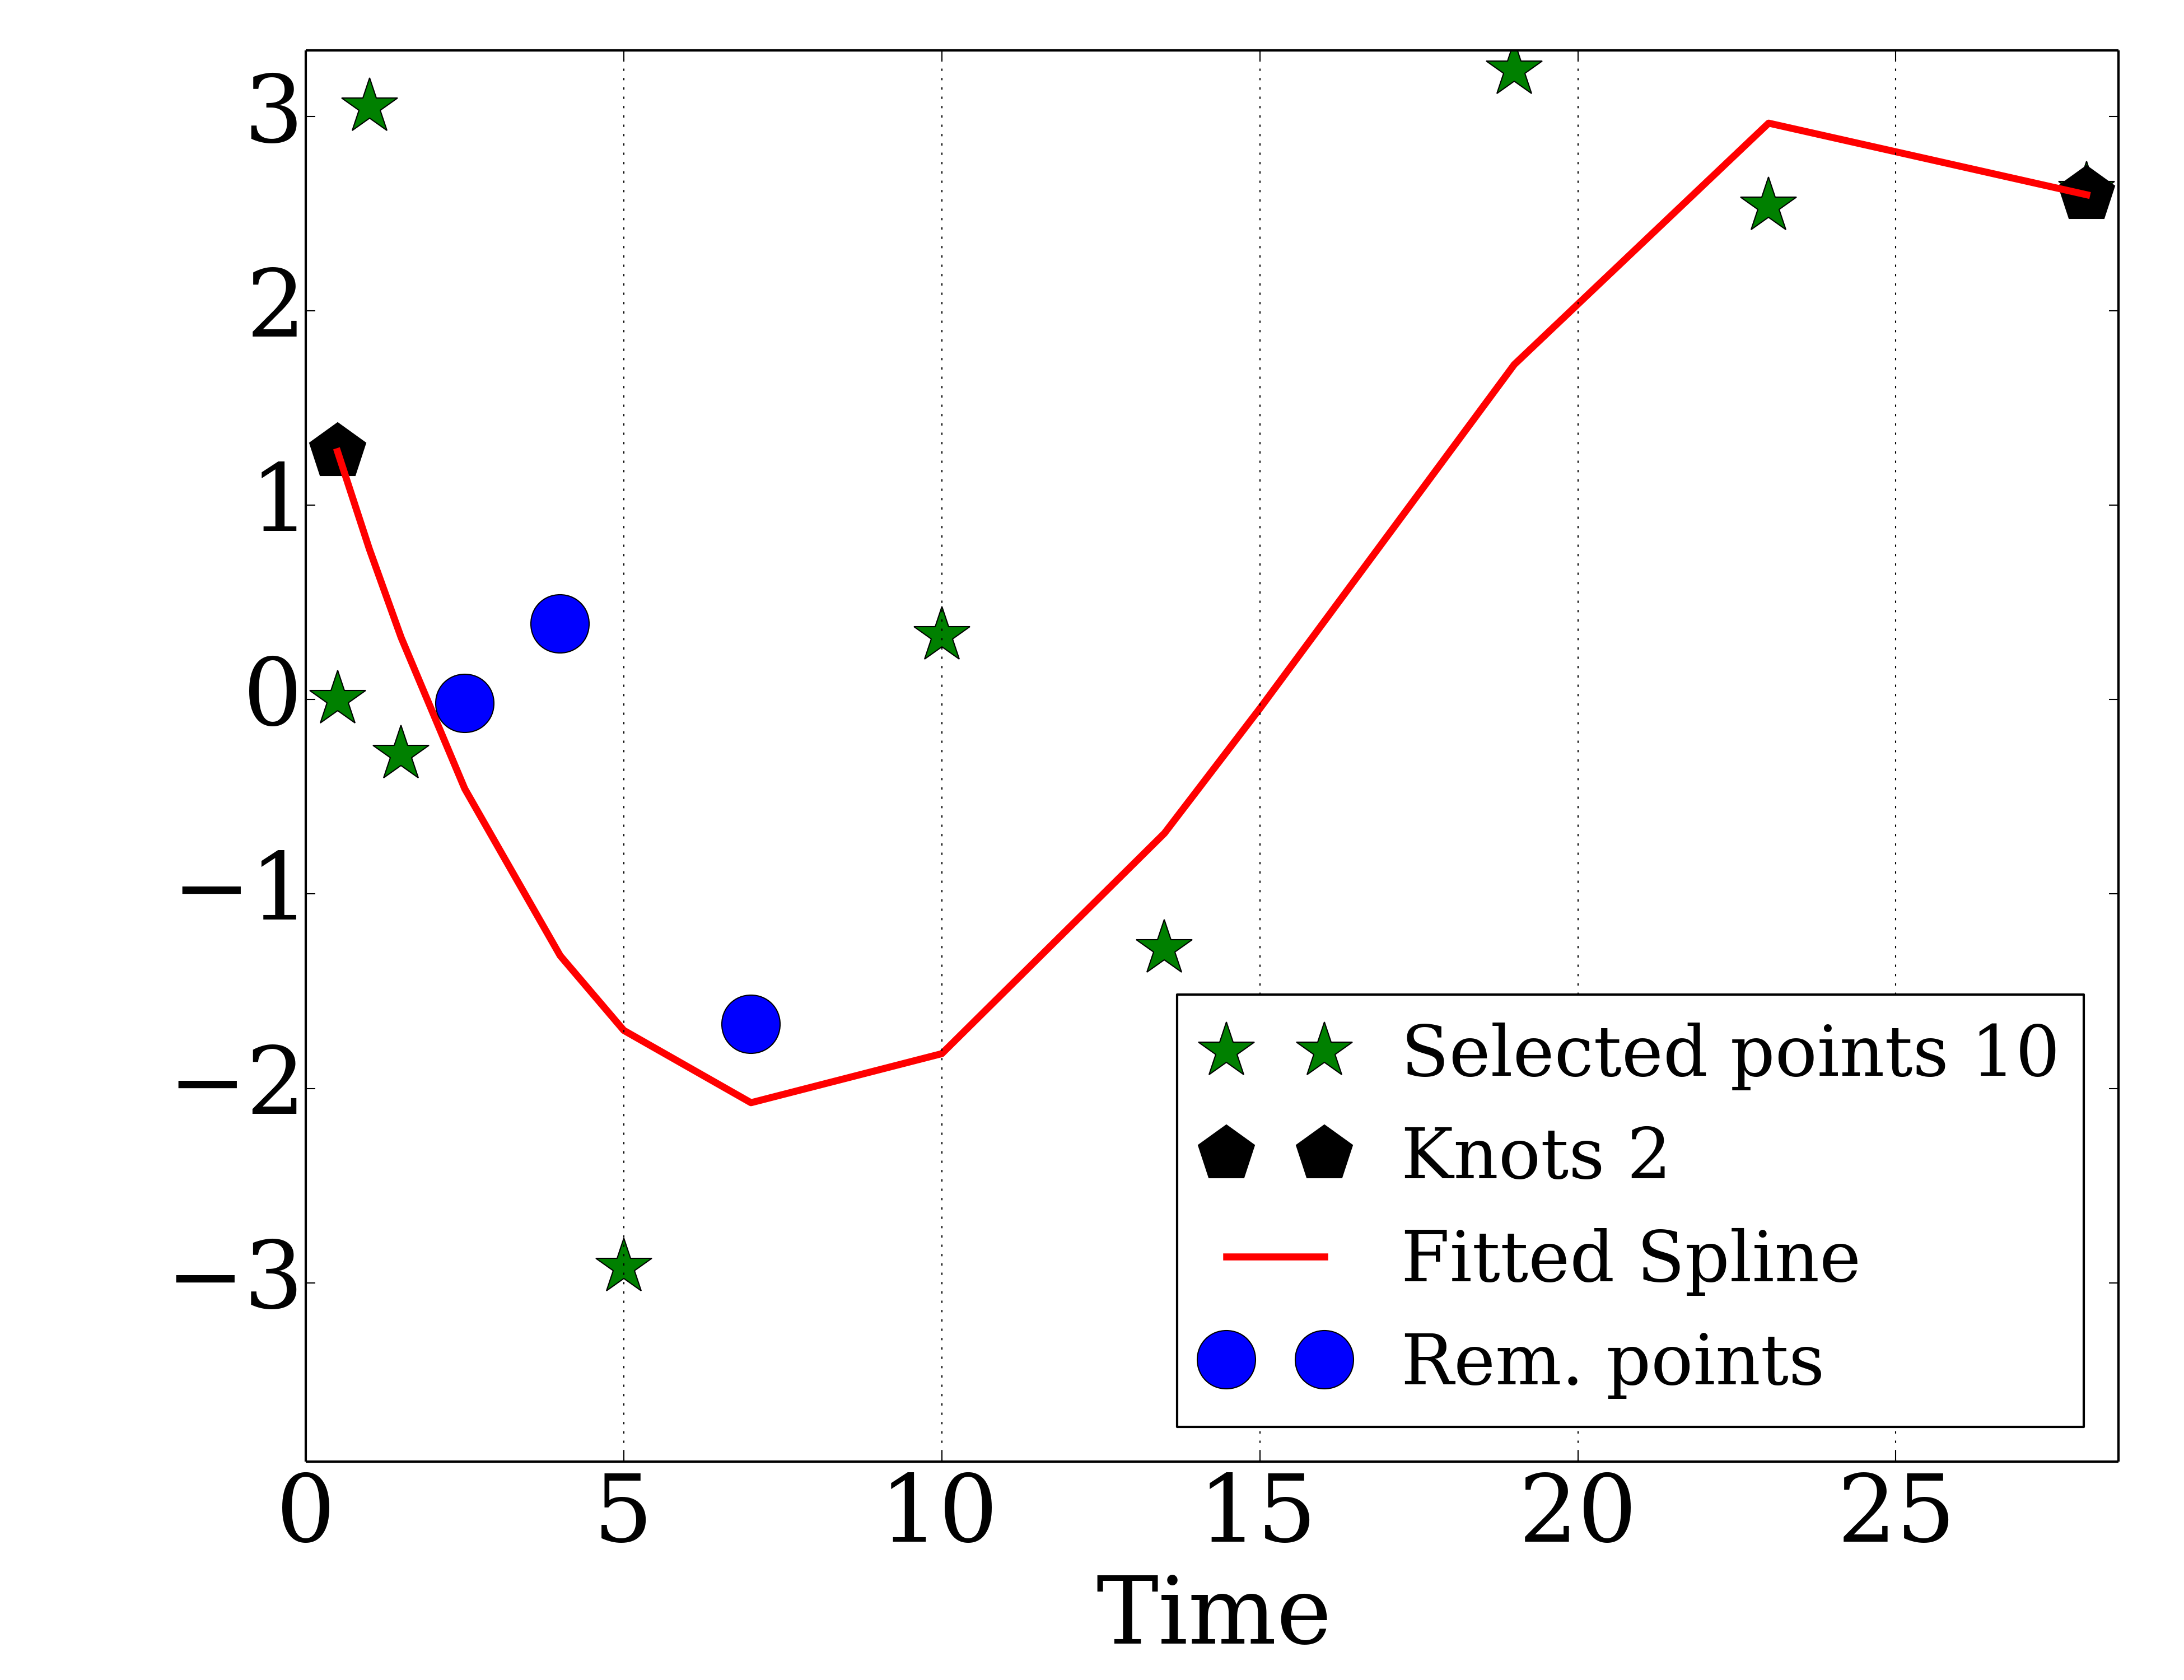 3
2
1
0
−1
−2
−3
Selected points 10
Knots 2
Fitted Spline
Rem. points
0 5 10 15 20 25
Time